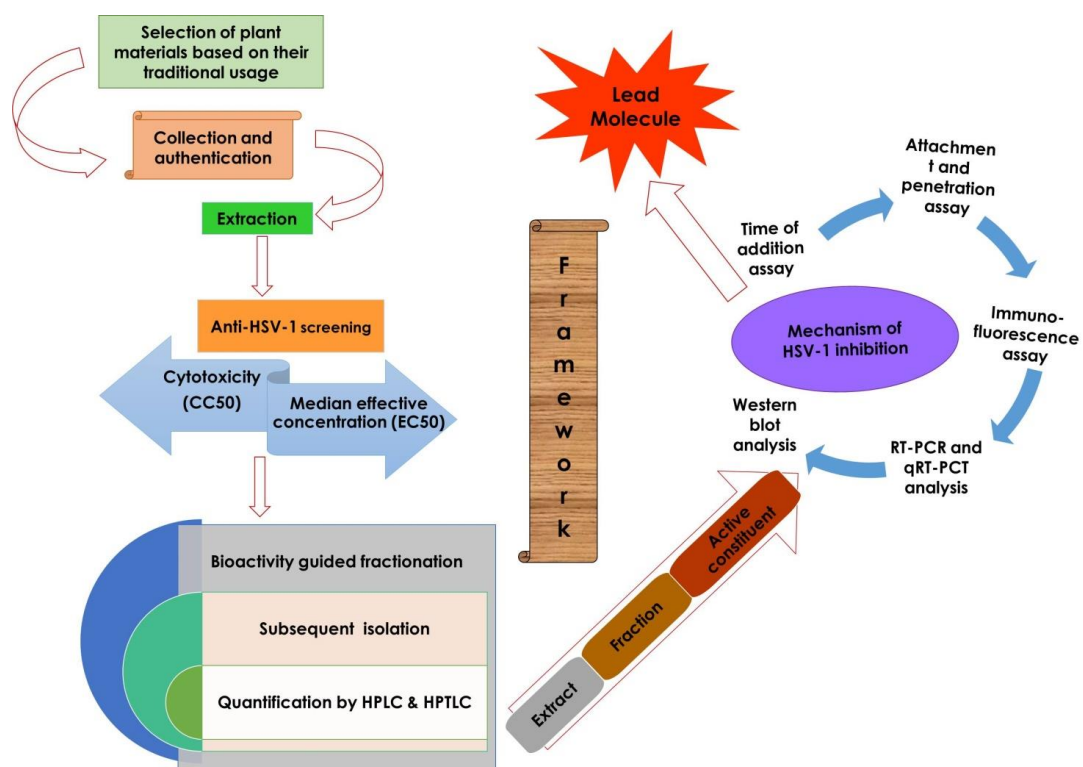 Selection of plant
materials based on their
traditional usage
Collection and
authentication
Extraction
Anti-HSV-1 screening
Cytotoxicity
(CC50)
Median effective
concentration (EC50)
Bioactivity guided fractionation
Subsequent isolation
Quantification by HPLC & HPTLC
F
r
a
m
e
w
o
r
k
Lead
Molecule
Attachmen
t and
penetration
assay
Time of
addition
assay
Immuno-
fluorescence
assay
Mechanism of
HSV-1 inhibition
Western
blot
analysis
RT-PCR and
qRT-PCT
analysis
Active
constituent
Fraction
Extract